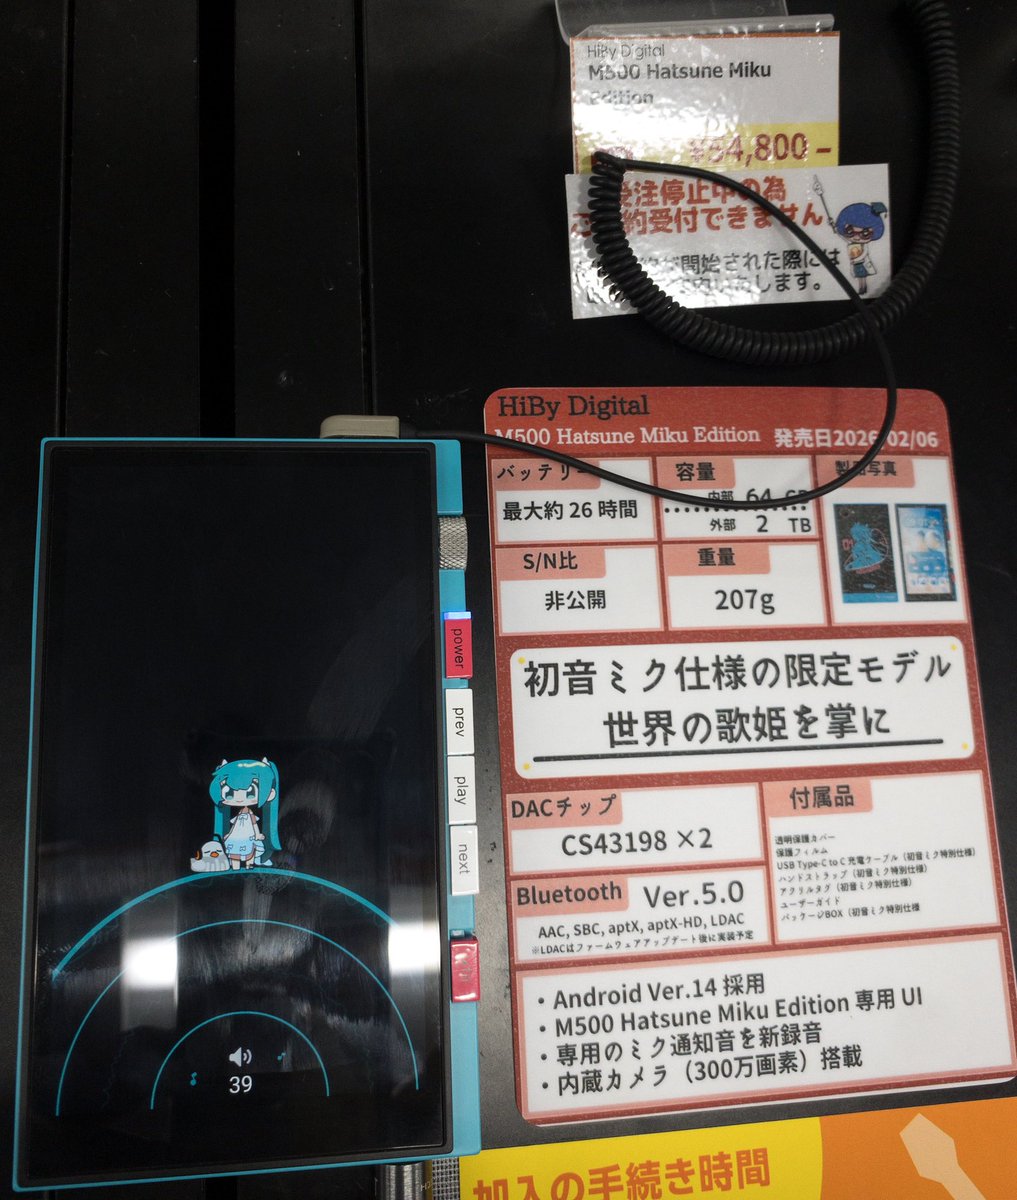 HiBy Digital
M500 Hatsune Miku
Edition
¥54,800-
受注停止中の為
約受付できません
が開始された際には
します。
HiBy Digital
M500 Hatsune Miku Edition 発売日2026/02/06
バッテリー
最大約26時間
容量
内部 64 GB
外部 2 TB
製品写真
S/N比
非公開
重量
207g
初音ミク仕様の限定モデル
世界の歌姫を掌に
DACチップ
CS43198 ×2
付属品
透明保護カバー
保護フィルム
USB Type-C to C 充電ケーブル（初音ミク特別仕様）
ハンドストラップ（初音ミク特別仕様）
アクリルタグ（初音ミク特別仕様）
ユーザーガイド
パッケージBOX（初音ミク特別仕様
Bluetooth Ver.5.0
AAC, SBC, aptX, aptX-HD, LDAC
※LDACはファームウェアアップデート後に実装予定
・Android Ver.14 採用
・M500 Hatsune Miku Edition 専用 UI
・専用のミク通知音を新録音
・内蔵カメラ（300万画素）搭載
power
prev
play
next
39
加入の手続き時間